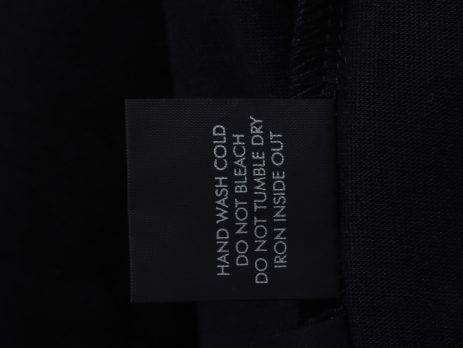 HAND WASH COLD
DO NOT BLEACH
DO NOT TUMBLE DRY
IRON INSIDE OUT